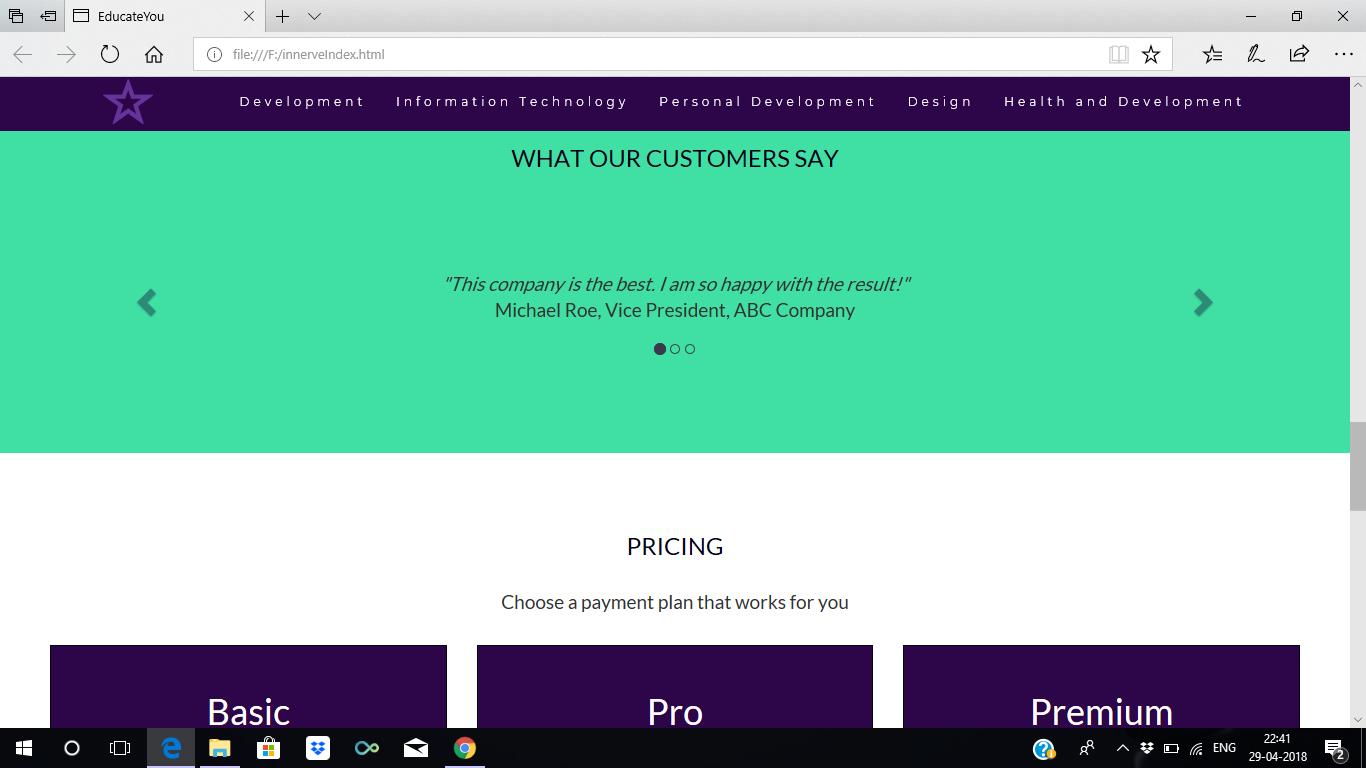 EducateYou
file:///F:/innerveIndex.html
Development Information Technology Personal Development Design Health and Development
WHAT OUR CUSTOMERS SAY
"This company is the best. I am so happy with the result!"
Michael Roe, Vice President, ABC Company
PRICING
Choose a payment plan that works for you
Basic Pro Premium
ENG
22:41
29-04-2018
2